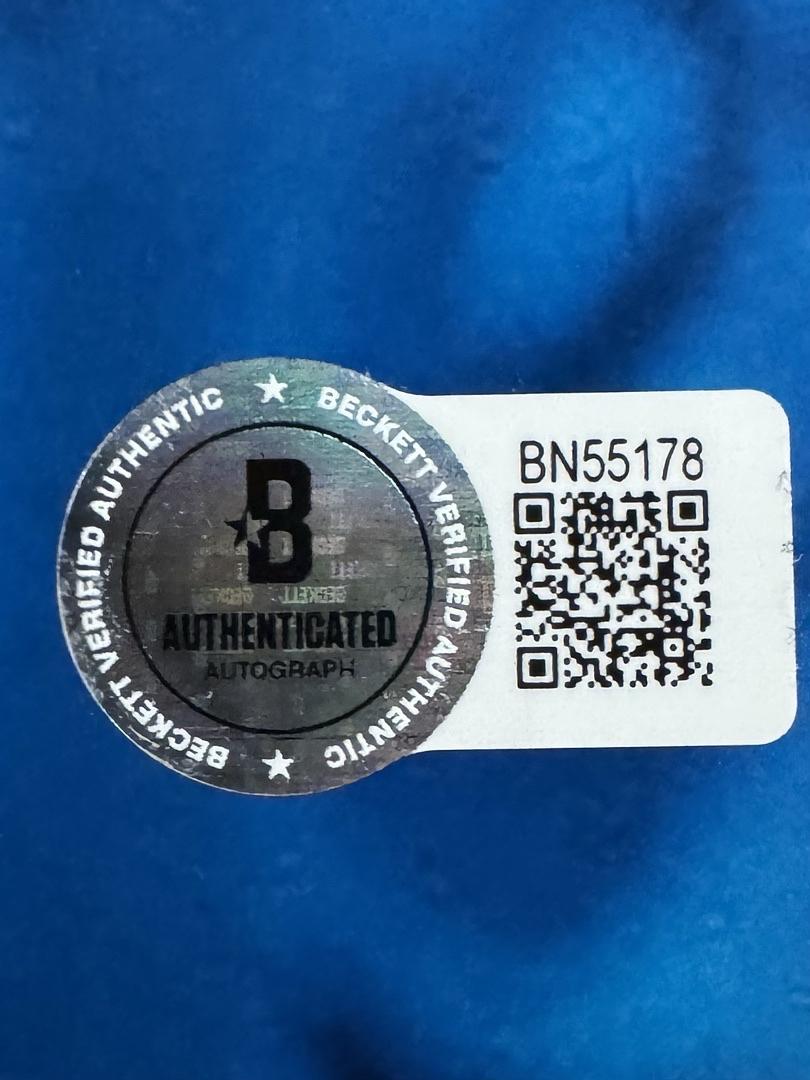 BECKETT VERIFIED AUTHENTIC
BECKETT VERIFIED AUTHENTIC
B
AUTHENTICATED
AUTOGRAPH
BN55178